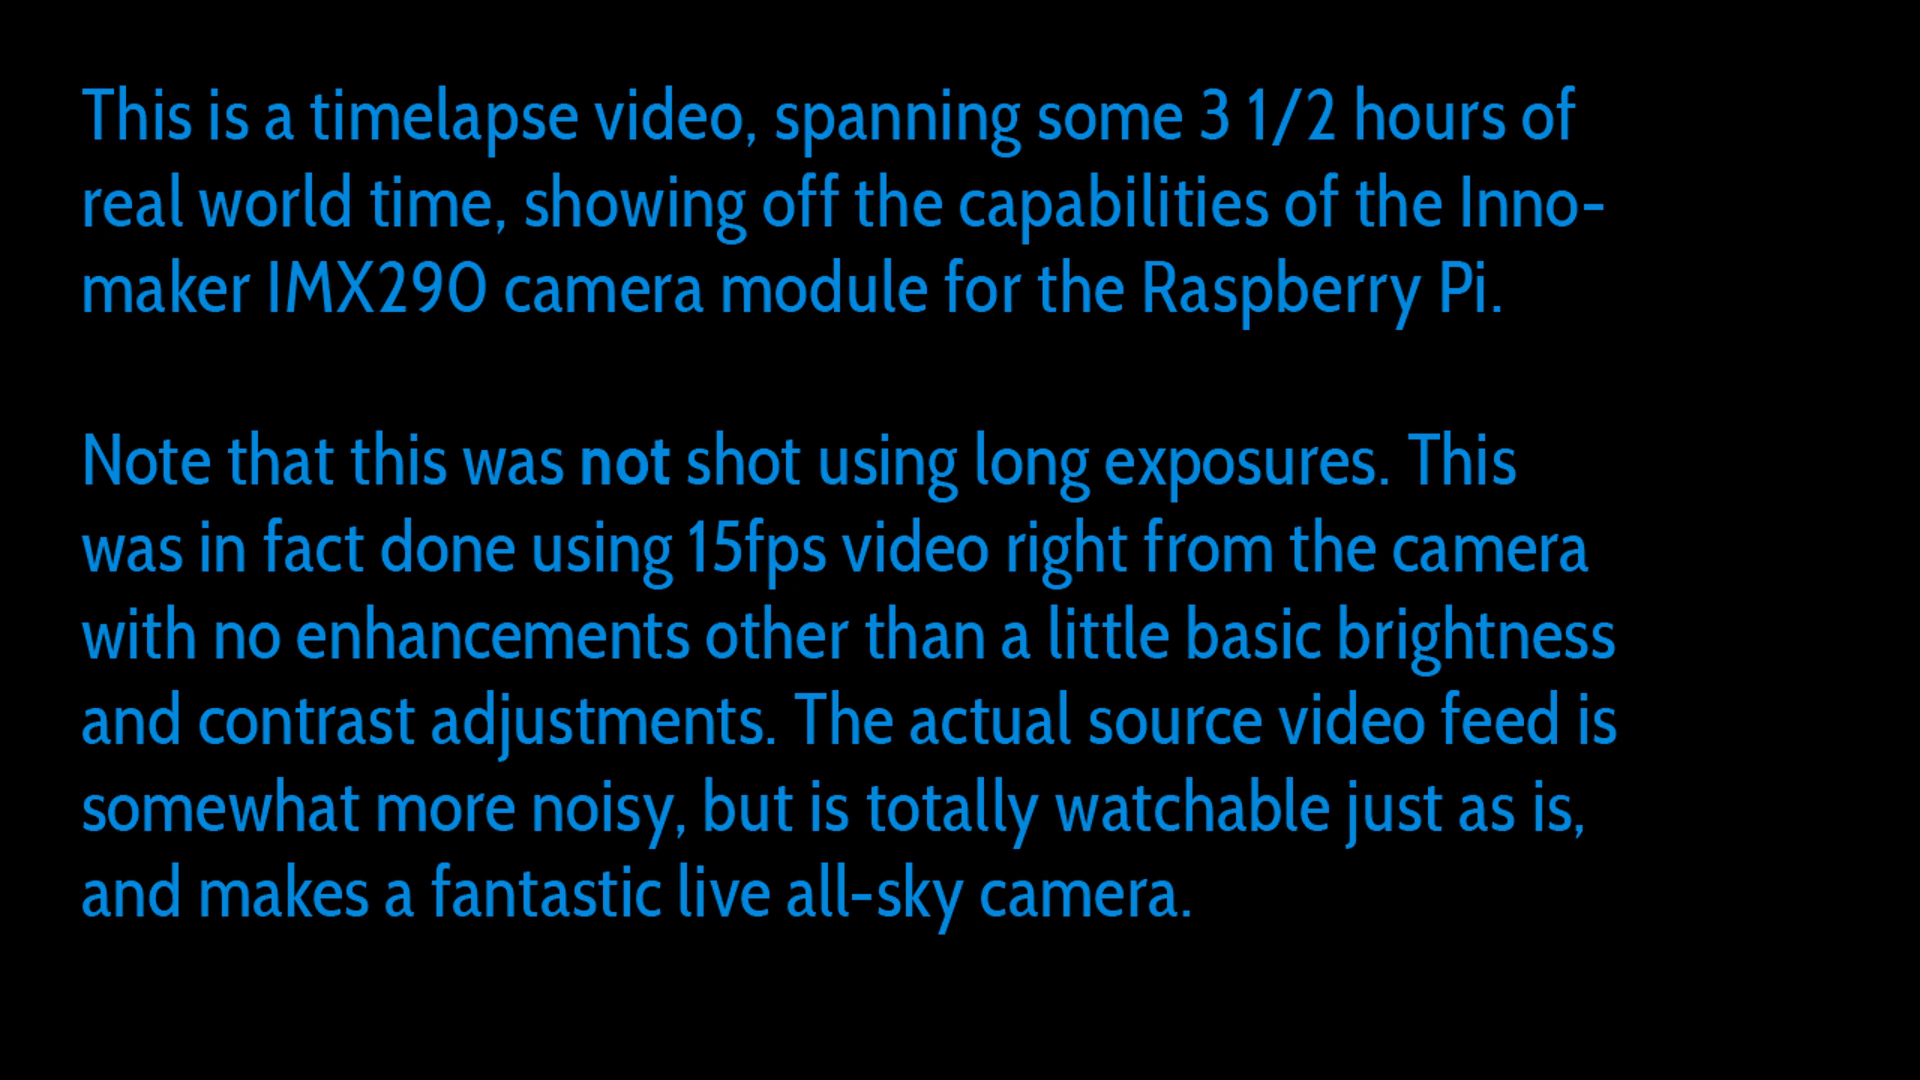 This is a timelapse video, spanning some 3 1/2 hours of
real world time, showing off the capabilities of the Inno-
maker IMX290 camera module for the Raspberry Pi.
Note that this was not shot using long exposures. This
was in fact done using 15fps video right from the camera
with no enhancements other than a little basic brightness
and contrast adjustments. The actual source video feed is
somewhat more noisy, but is totally watchable just as is,
and makes a fantastic live all-sky camera.